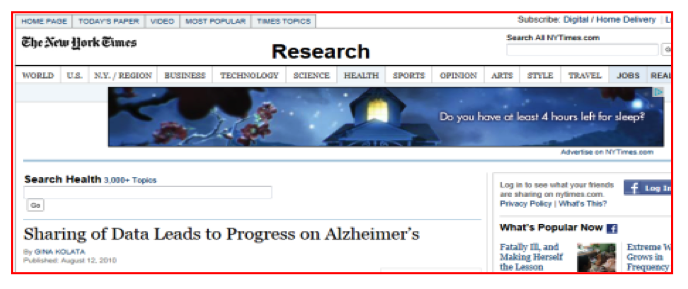 HOME PAGE TODAY'S PAPER VIDEO MOST POPULAR TIMES TOPICS
Subscribe: Digital / Home Delivery
The New York Times
Research
Search All NYTimes.com
WORLD U.S. N.Y. / REGION BUSINESS TECHNOLOGY SCIENCE HEALTH SPORTS OPINION ARTS STYLE TRAVEL JOBS REAL
Do you have at least 4 hours left for sleep?
Advertise on NYTimes.com
Search Health 3,000+ Topics
Go
Sharing of Data Leads to Progress on Alzheimer's
By GINA KOLATA
Published: August 12, 2010
Log in to see what your friends
are sharing on nytimes.com.
Privacy Policy | What's This?
f Log In
What's Popular Now f
Fatally Ill, and
Making Herself
the Lesson
Extreme W
Grows in
Frequency